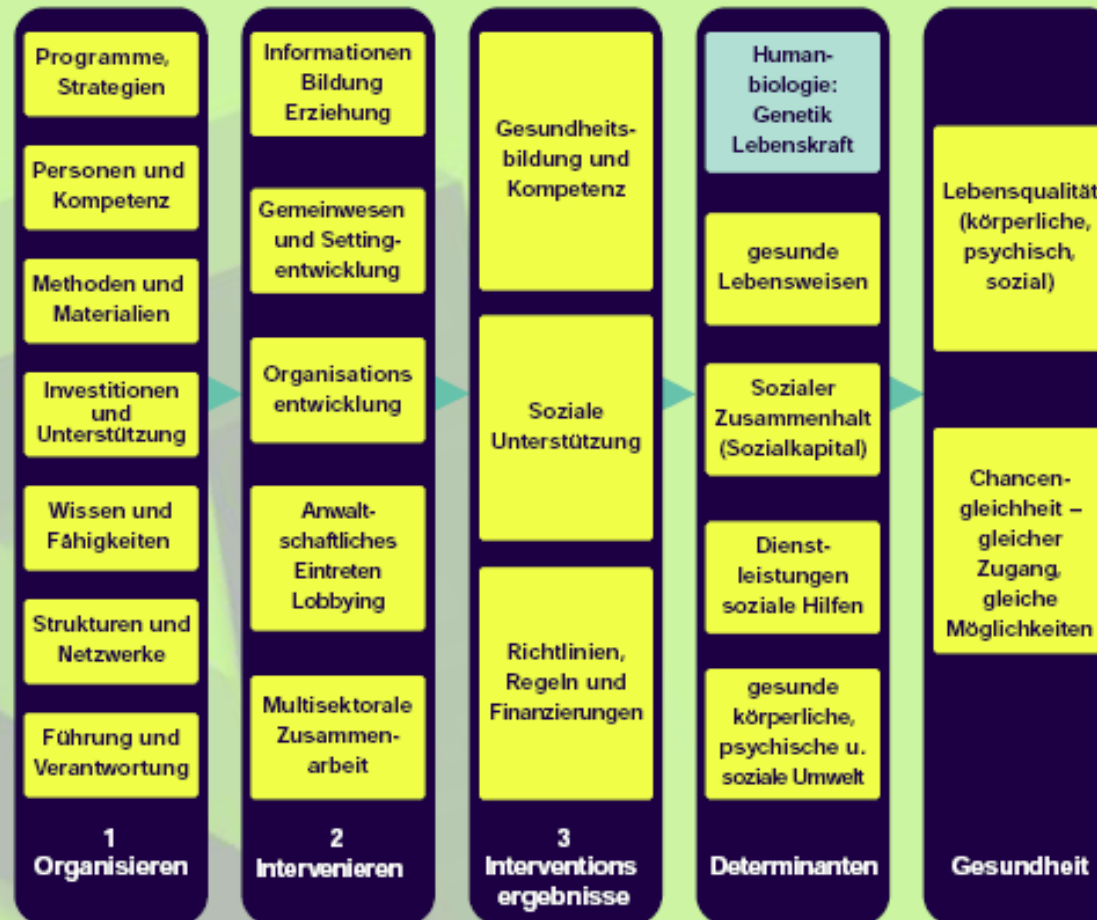 Programme,
Strategien
Personen und
Kompetenz
Methoden und
Materialien
Investitionen
und
Unterstützung
Wissen und
Fähigkeiten
Strukturen und
Netzwerke
Führung und
Verantwortung
1
Organisieren
Informationen
Bildung
Erziehung
Gemeinwesen
und Setting-
entwicklung
Organisations
entwicklung
Anwalt-
schaftliches
Eintreten
Lobbying
Multisektorale
Zusammen-
arbeit
2
Intervenieren
Gesundheits-
bildung und
Kompetenz
Soziale
Unterstützung
Richtlinien,
Regeln und
Finanzierungen
3
Interventions
ergebnisse
Human-
biologie:
Genetik
Lebenskraft
gesunde
Lebensweisen
Sozialer
Zusammenhalt
(Sozialkapital)
Dienst-
leistungen
soziale Hilfen
gesunde
körperliche,
psychische u.
soziale Umwelt
Determinanten
Lebensqualität
(körperliche,
psychisch,
sozial)
Chancen-
gleichheit –
gleicher
Zugang,
gleiche
Möglichkeiten
Gesundheit